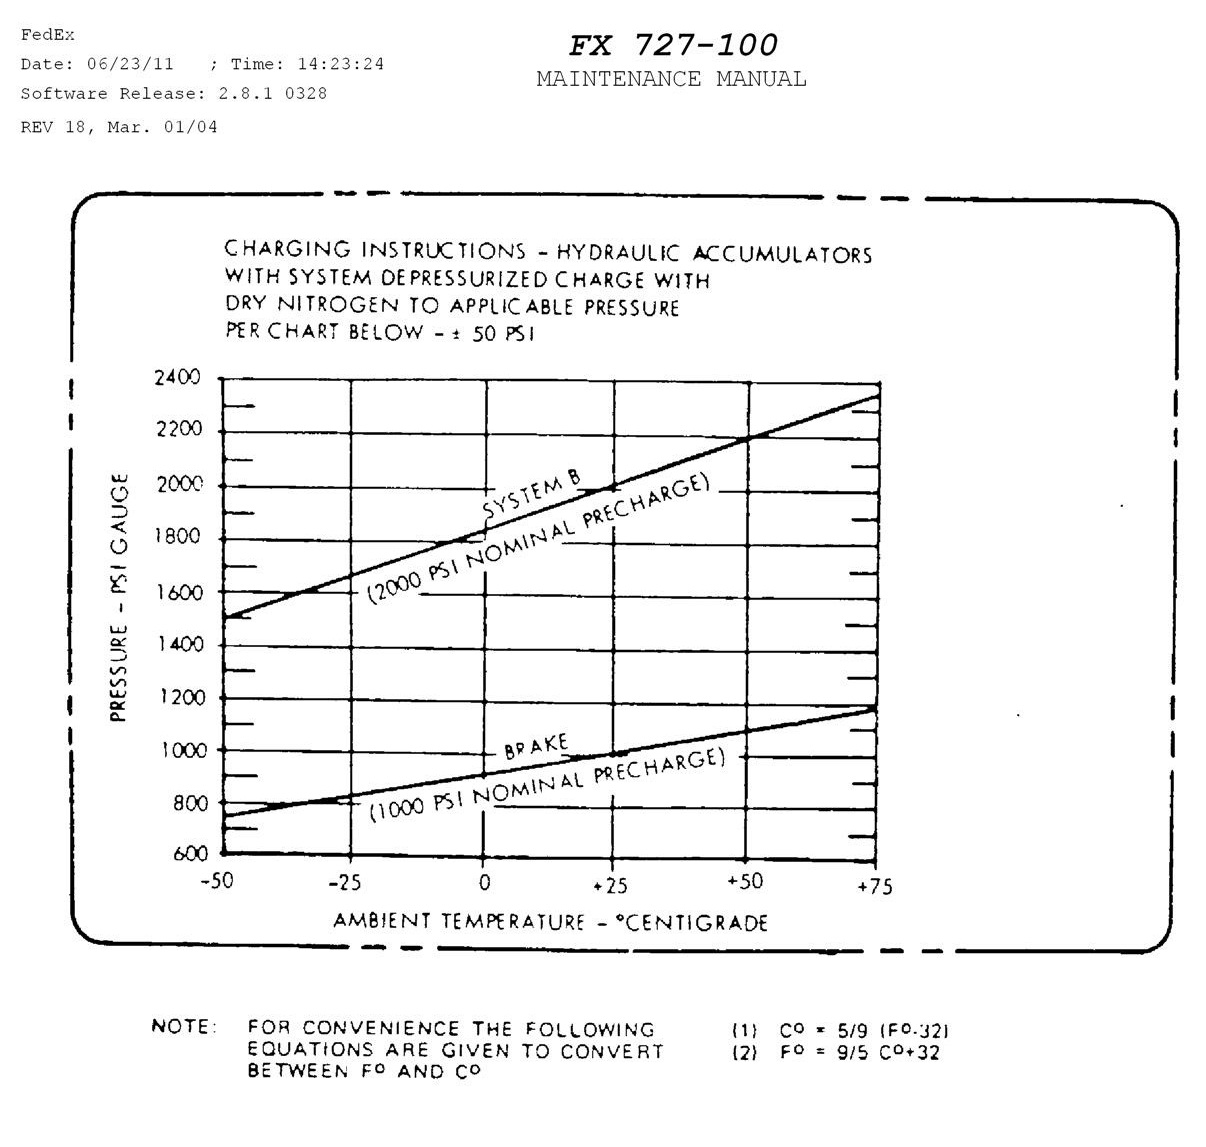 FedEx
Date: 06/23/11 ; Time: 14:23:24
Software Release: 2.8.1 0328
REV 18, Mar. 01/04
FX 727-100
MAINTENANCE MANUAL
CHARGING INSTRUCTIONS - HYDRAULIC ACCUMULATORS
WITH SYSTEM DEPRESSURIZED CHARGE WITH
DRY NITROGEN TO APPLICABLE PRESSURE
PER CHART BELOW - ± 50 PSI
PRESSURE - PSI GAUGE
2400
2200
2000
1800
1600
1400
1200
1000
800
600
SYSTEM B
(2000 PSI NOMINAL PRECHARGE)
BRAKE
(1000 PSI NOMINAL PRECHARGE)
-50 -25 0 +25 +50 +75
AMBIENT TEMPERATURE - °CENTIGRADE
NOTE: FOR CONVENIENCE THE FOLLOWING (1) C° = 5/9 (F°-32)
EQUATIONS ARE GIVEN TO CONVERT (2) F° = 9/5 C°+32
BETWEEN F° AND C°